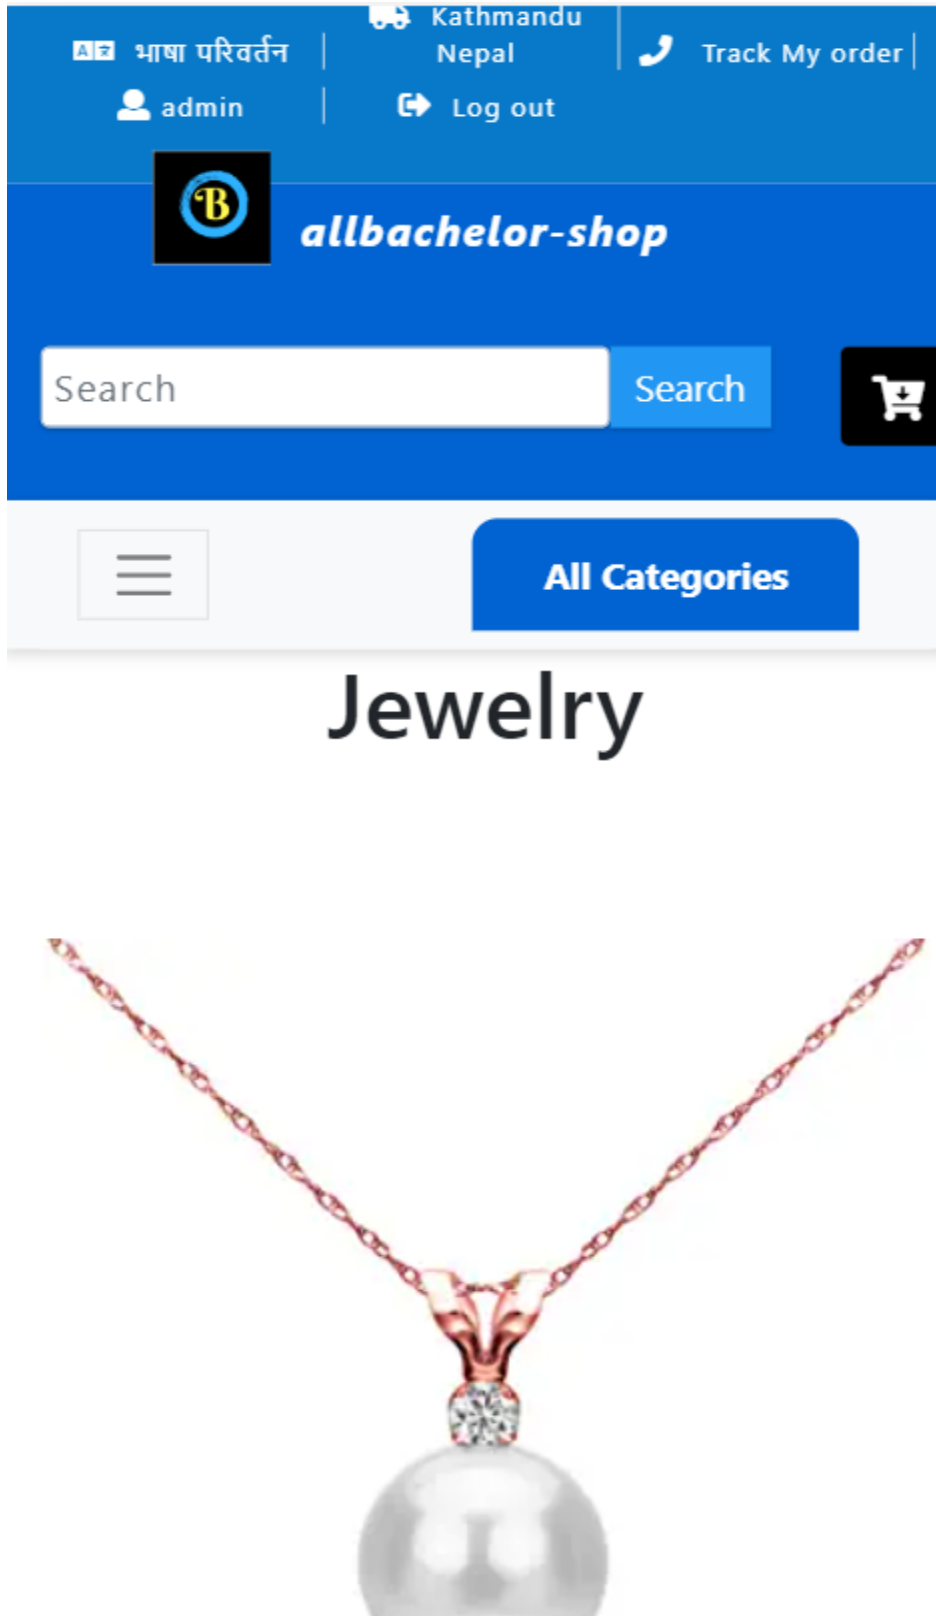 Kathmandu
भाषा परिवर्तन Nepal Track My order
admin Log out
B
allbachelor-shop
Search Search
All Categories
Jewelry